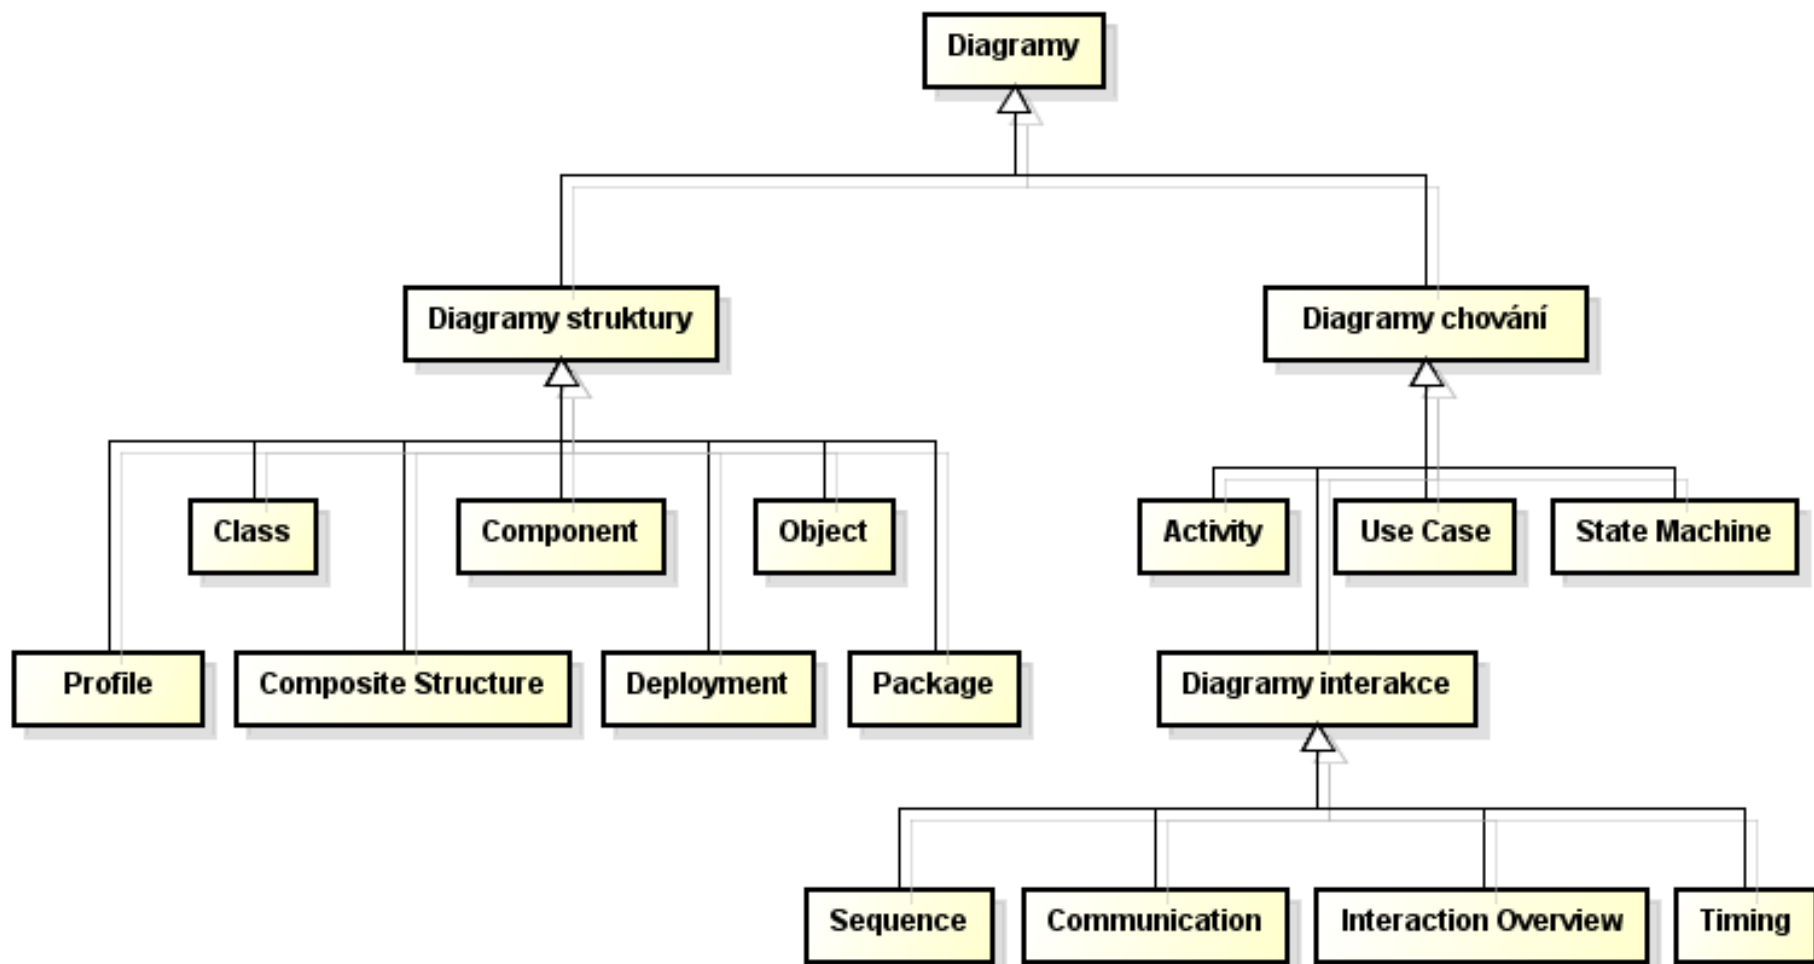 Diagramy
Diagramy struktury
Diagramy chování
Class
Component
Object
Activity
Use Case
State Machine
Profile
Composite Structure
Deployment
Package
Diagramy interakce
Sequence
Communication
Interaction Overview
Timing